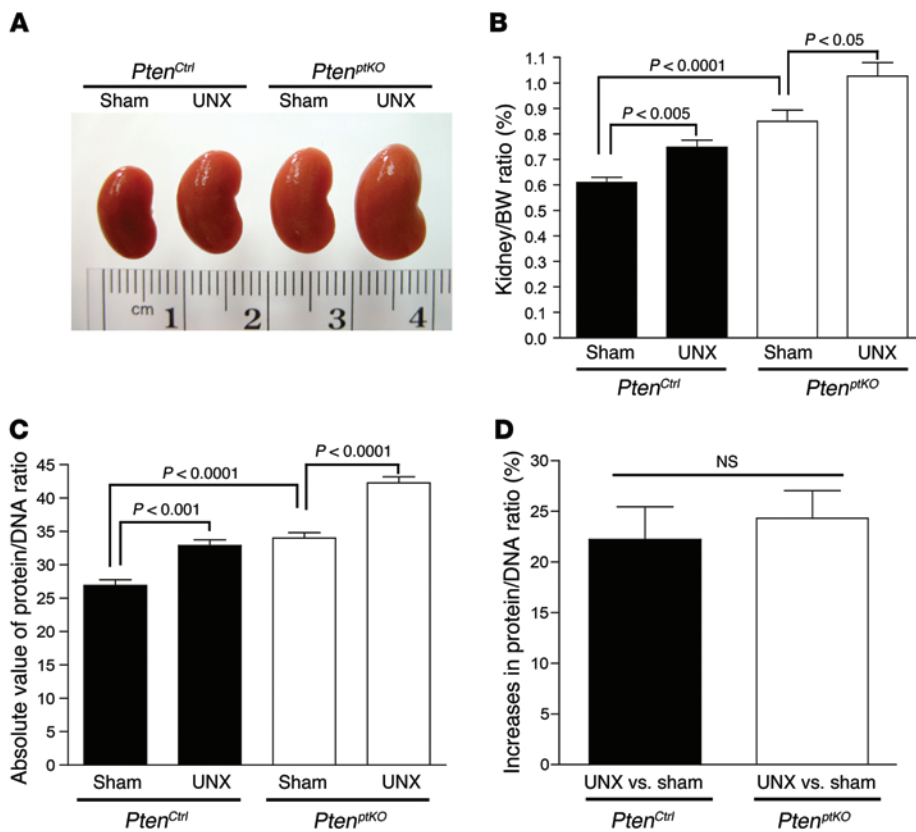 A
Pten^Ctrl Pten^ptKO
Sham UNX Sham UNX
cm 1 2 3 4
B
Kidney/BW ratio (%)
1.1
1.0
0.9
0.8
0.7
0.6
0.5
0.4
0.3
0.2
0.1
0.0
P < 0.05
P < 0.0001
P < 0.005
Sham UNX Sham UNX
Pten^Ctrl Pten^ptKO
C
Absolute value of protein/DNA ratio
45
40
35
30
25
20
15
10
5
0
P < 0.0001
P < 0.0001
P < 0.001
Sham UNX Sham UNX
Pten^Ctrl Pten^ptKO
D
Increases in protein/DNA ratio (%)
30
25
20
15
10
5
0
NS
UNX vs. sham UNX vs. sham
Pten^Ctrl Pten^ptKO